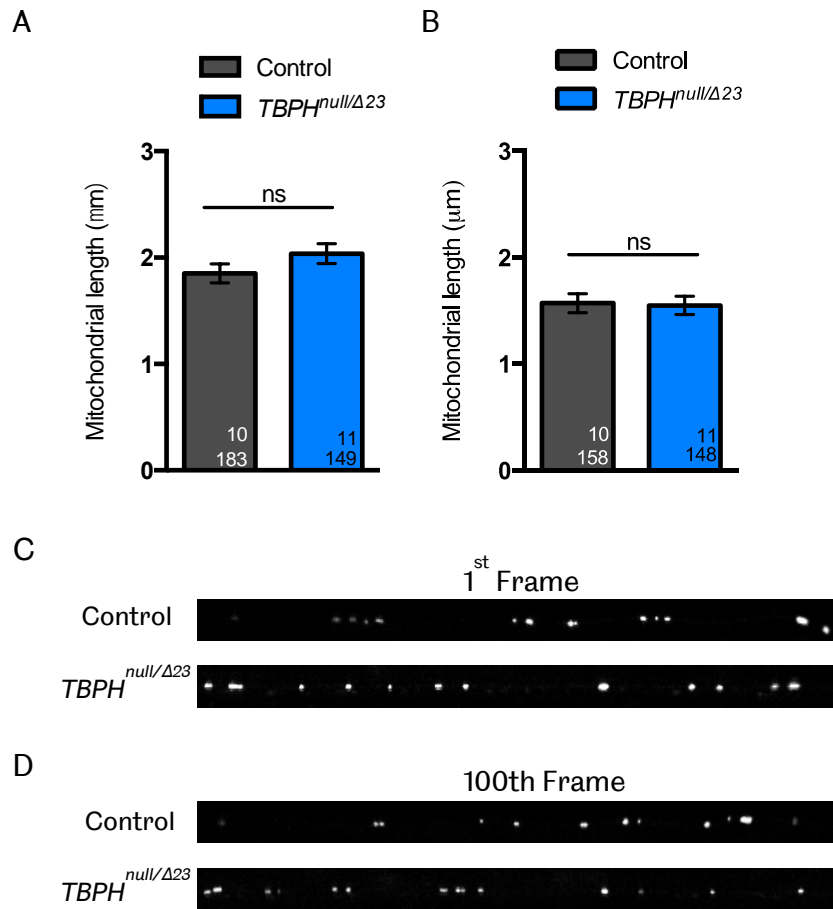 A
Control
TBPH^null/Δ23
Mitochondrial length (mm)
3
2
1
0
ns
10
183
11
149
B
Control
TBPH^null/Δ23
Mitochondrial length (μm)
3
2
1
0
ns
10
158
11
148
C
1st Frame
Control
TBPH^null/Δ23
D
100th Frame
Control
TBPH^null/Δ23